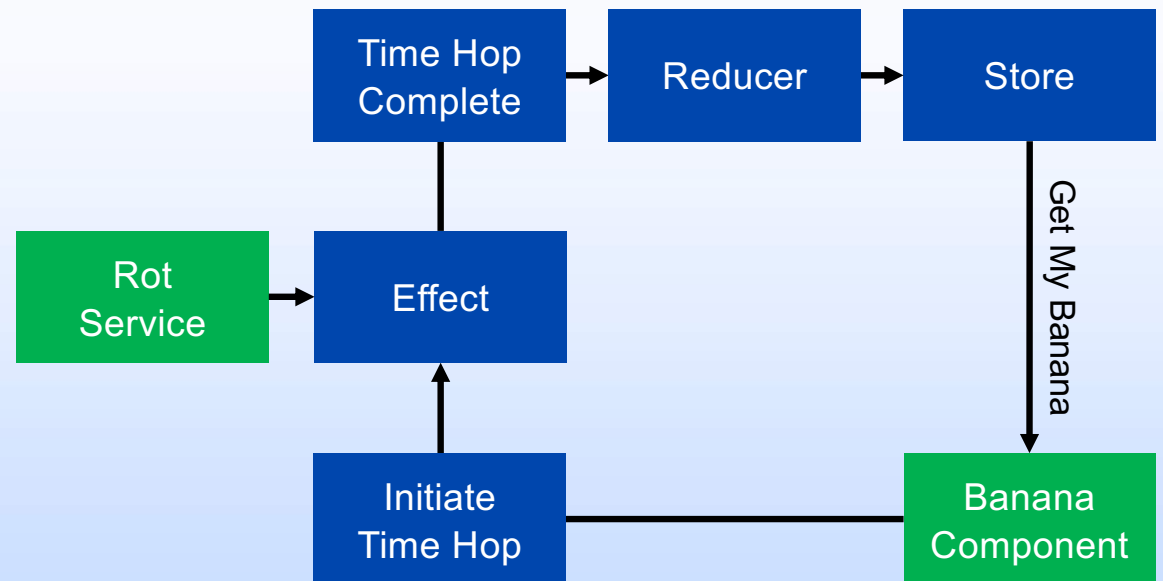 Time Hop
Complete
Reducer
Store
Get My Banana
Rot
Service
Effect
Initiate
Time Hop
Banana
Component